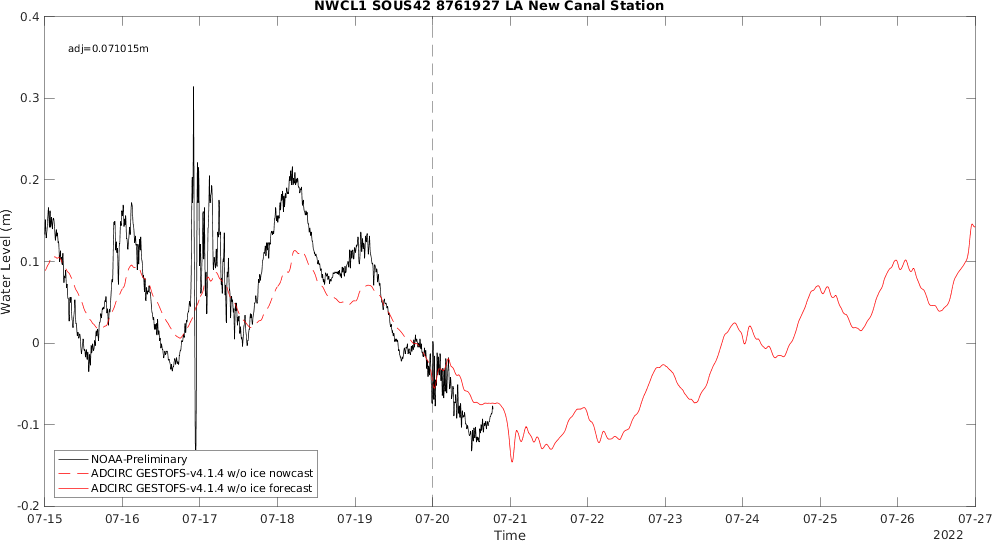 NWCL1 SOUS42 8761927 LA New Canal Station
adj=0.071015m
Water Level (m)
0.4
0.3
0.2
0.1
0
-0.1
-0.2
NOAA-Preliminary
ADCIRC GESTOFS-v4.1.4 w/o ice nowcast
ADCIRC GESTOFS-v4.1.4 w/o ice forecast
07-15 07-16 07-17 07-18 07-19 07-20 07-21 07-22 07-23 07-24 07-25 07-26 07-27
Time
2022